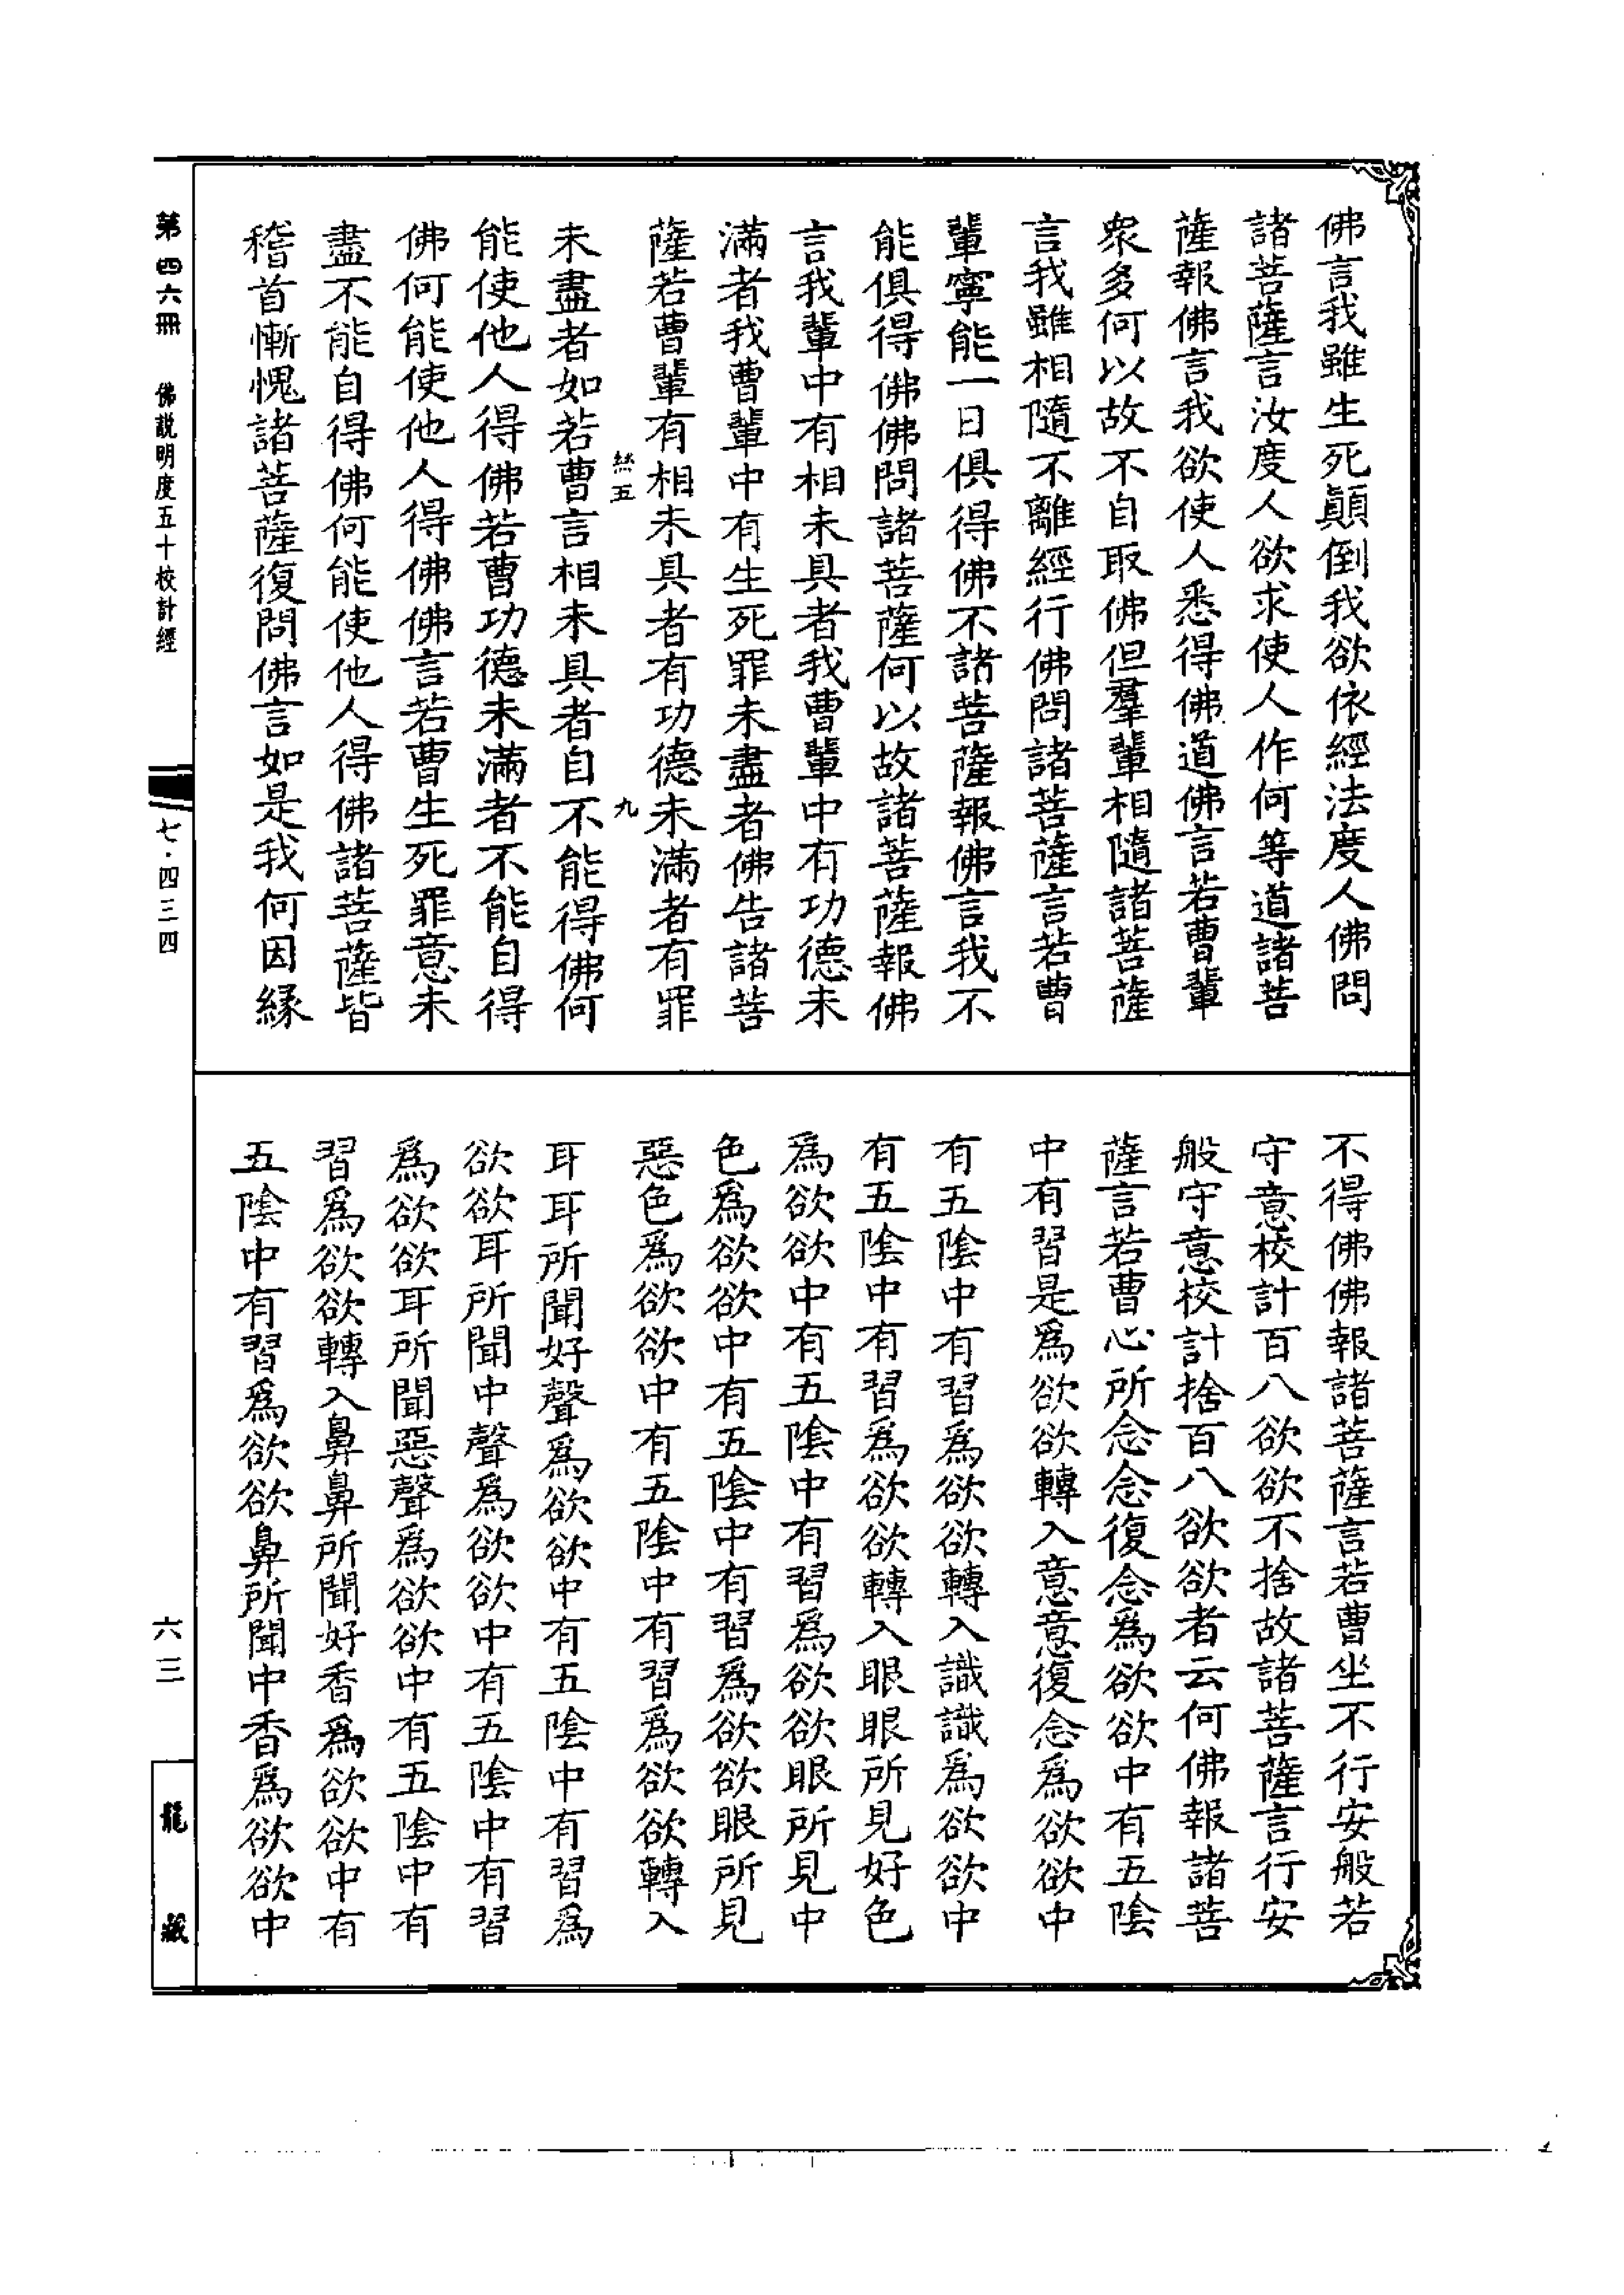 佛言我雖生死顛倒我欲依經法度人佛問
諸菩薩言汝度人欲求使人作何等道諸菩
薩報佛言我欲使人悉得佛道佛言若曹輩
衆多何以故不自取佛但羣輩相隨諸菩薩
言我雖相隨不離經行佛問諸菩薩言若曹
輩寧能一日俱得佛不諸菩薩報佛言我不
能俱得佛佛問諸菩薩何以故諸菩薩報佛
言我輩中有相未具者我曹輩中有功德未
滿者我曹輩中有生死罪未盡者佛告諸菩
薩若曹輩有相未具者有功德未滿者有罪
絲五 九
未盡者如若曹言相未具者自不能得佛何
能使他人得佛若曹功德未滿者不能自得
佛何能使他人得佛佛言若曹生死罪意未
盡不能自得佛何能使他人得佛諸菩薩皆
稽首慚愧諸菩薩復問佛言如是我何因緣
不得佛佛報諸菩薩言若曹坐不行安般若
守意校計百八欲欲不捨故諸菩薩言行安
般守意校計捨百八欲欲者云何佛報諸菩
薩言若曹心所念念復念爲欲欲中有五陰
中有習是爲欲欲轉入意意復念爲欲欲中
有五陰中有習爲欲欲轉入識識爲欲欲中
有五陰中有習爲欲欲轉入眼眼所見好色
爲欲欲中有五陰中有習爲欲欲眼所見中
色爲欲欲中有五陰中有習爲欲欲眼所見
惡色爲欲欲中有五陰中有習爲欲欲轉入
耳耳所聞好聲爲欲欲中有五陰中有習爲
欲欲耳所聞中聲爲欲欲中有五陰中有習
爲欲欲耳所聞惡聲爲欲欲中有五陰中有
習爲欲欲轉入鼻鼻所聞好香爲欲欲中有
五陰中有習爲欲欲鼻所聞中香爲欲欲中
第四六冊 佛説明度五十校計經 七·四三四
六三
龍藏